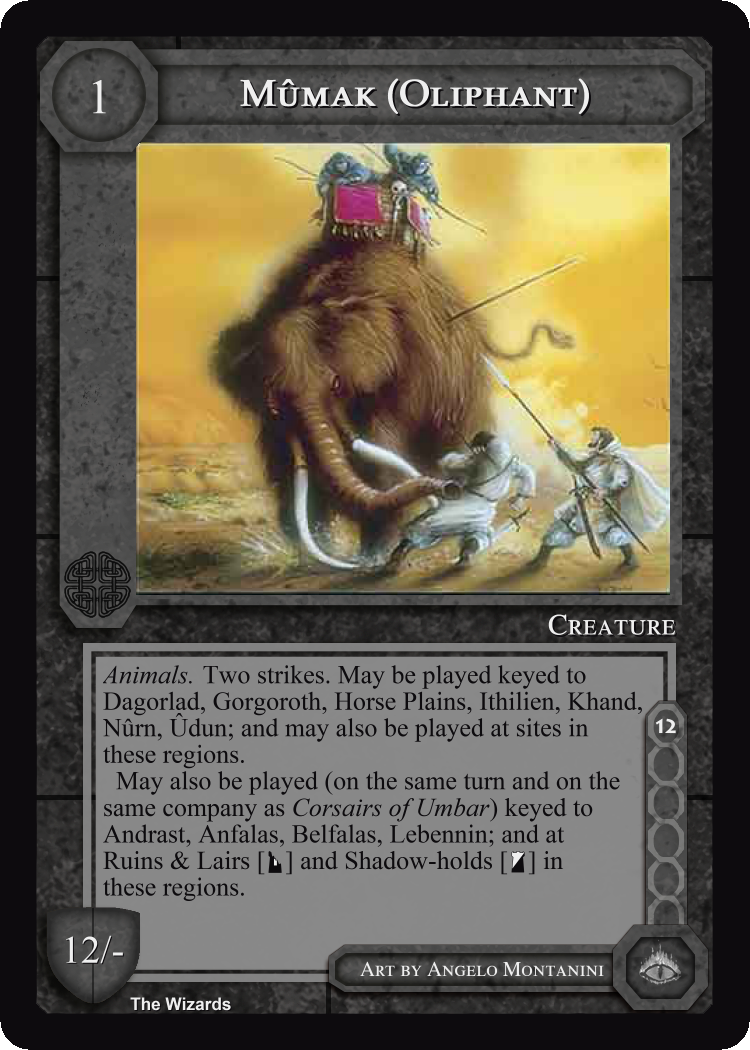 1
MÛMAK (OLIPHANT)
CREATURE
Animals. Two strikes. May be played keyed to
Dagorlad, Gorgoroth, Horse Plains, Ithilien, Khand,
Nûrn, Ûdun; and may also be played at sites in
these regions.
May also be played (on the same turn and on the
same company as Corsairs of Umbar) keyed to
Andrast, Anfalas, Belfalas, Lebennin; and at
Ruins & Lairs [ ] and Shadow-holds [ ] in
these regions.
12
12/-
ART BY ANGELO MONTANINI
The Wizards